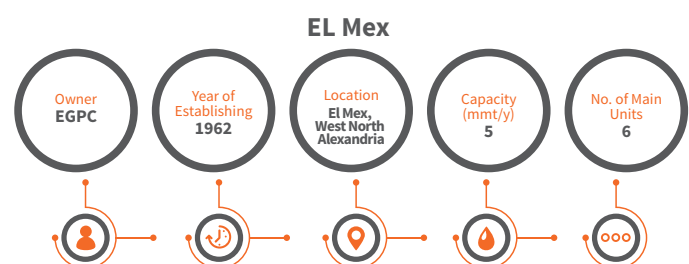 EL Mex
Owner
EGPC
Year of
Establishing
1962
Location
El Mex,
West North
Alexandria
Capacity
(mmt/y)
5
No. of Main
Units
6